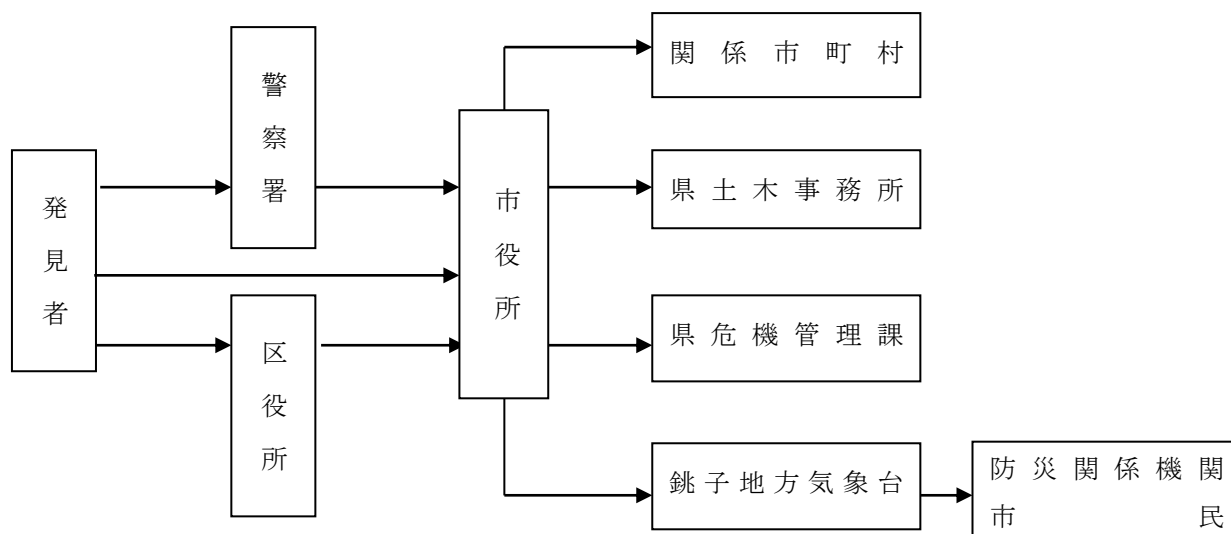 発見者
警察署
区役所
市役所
関係市町村
県土木事務所
県危機管理課
銚子地方気象台
防災関係機関
市民